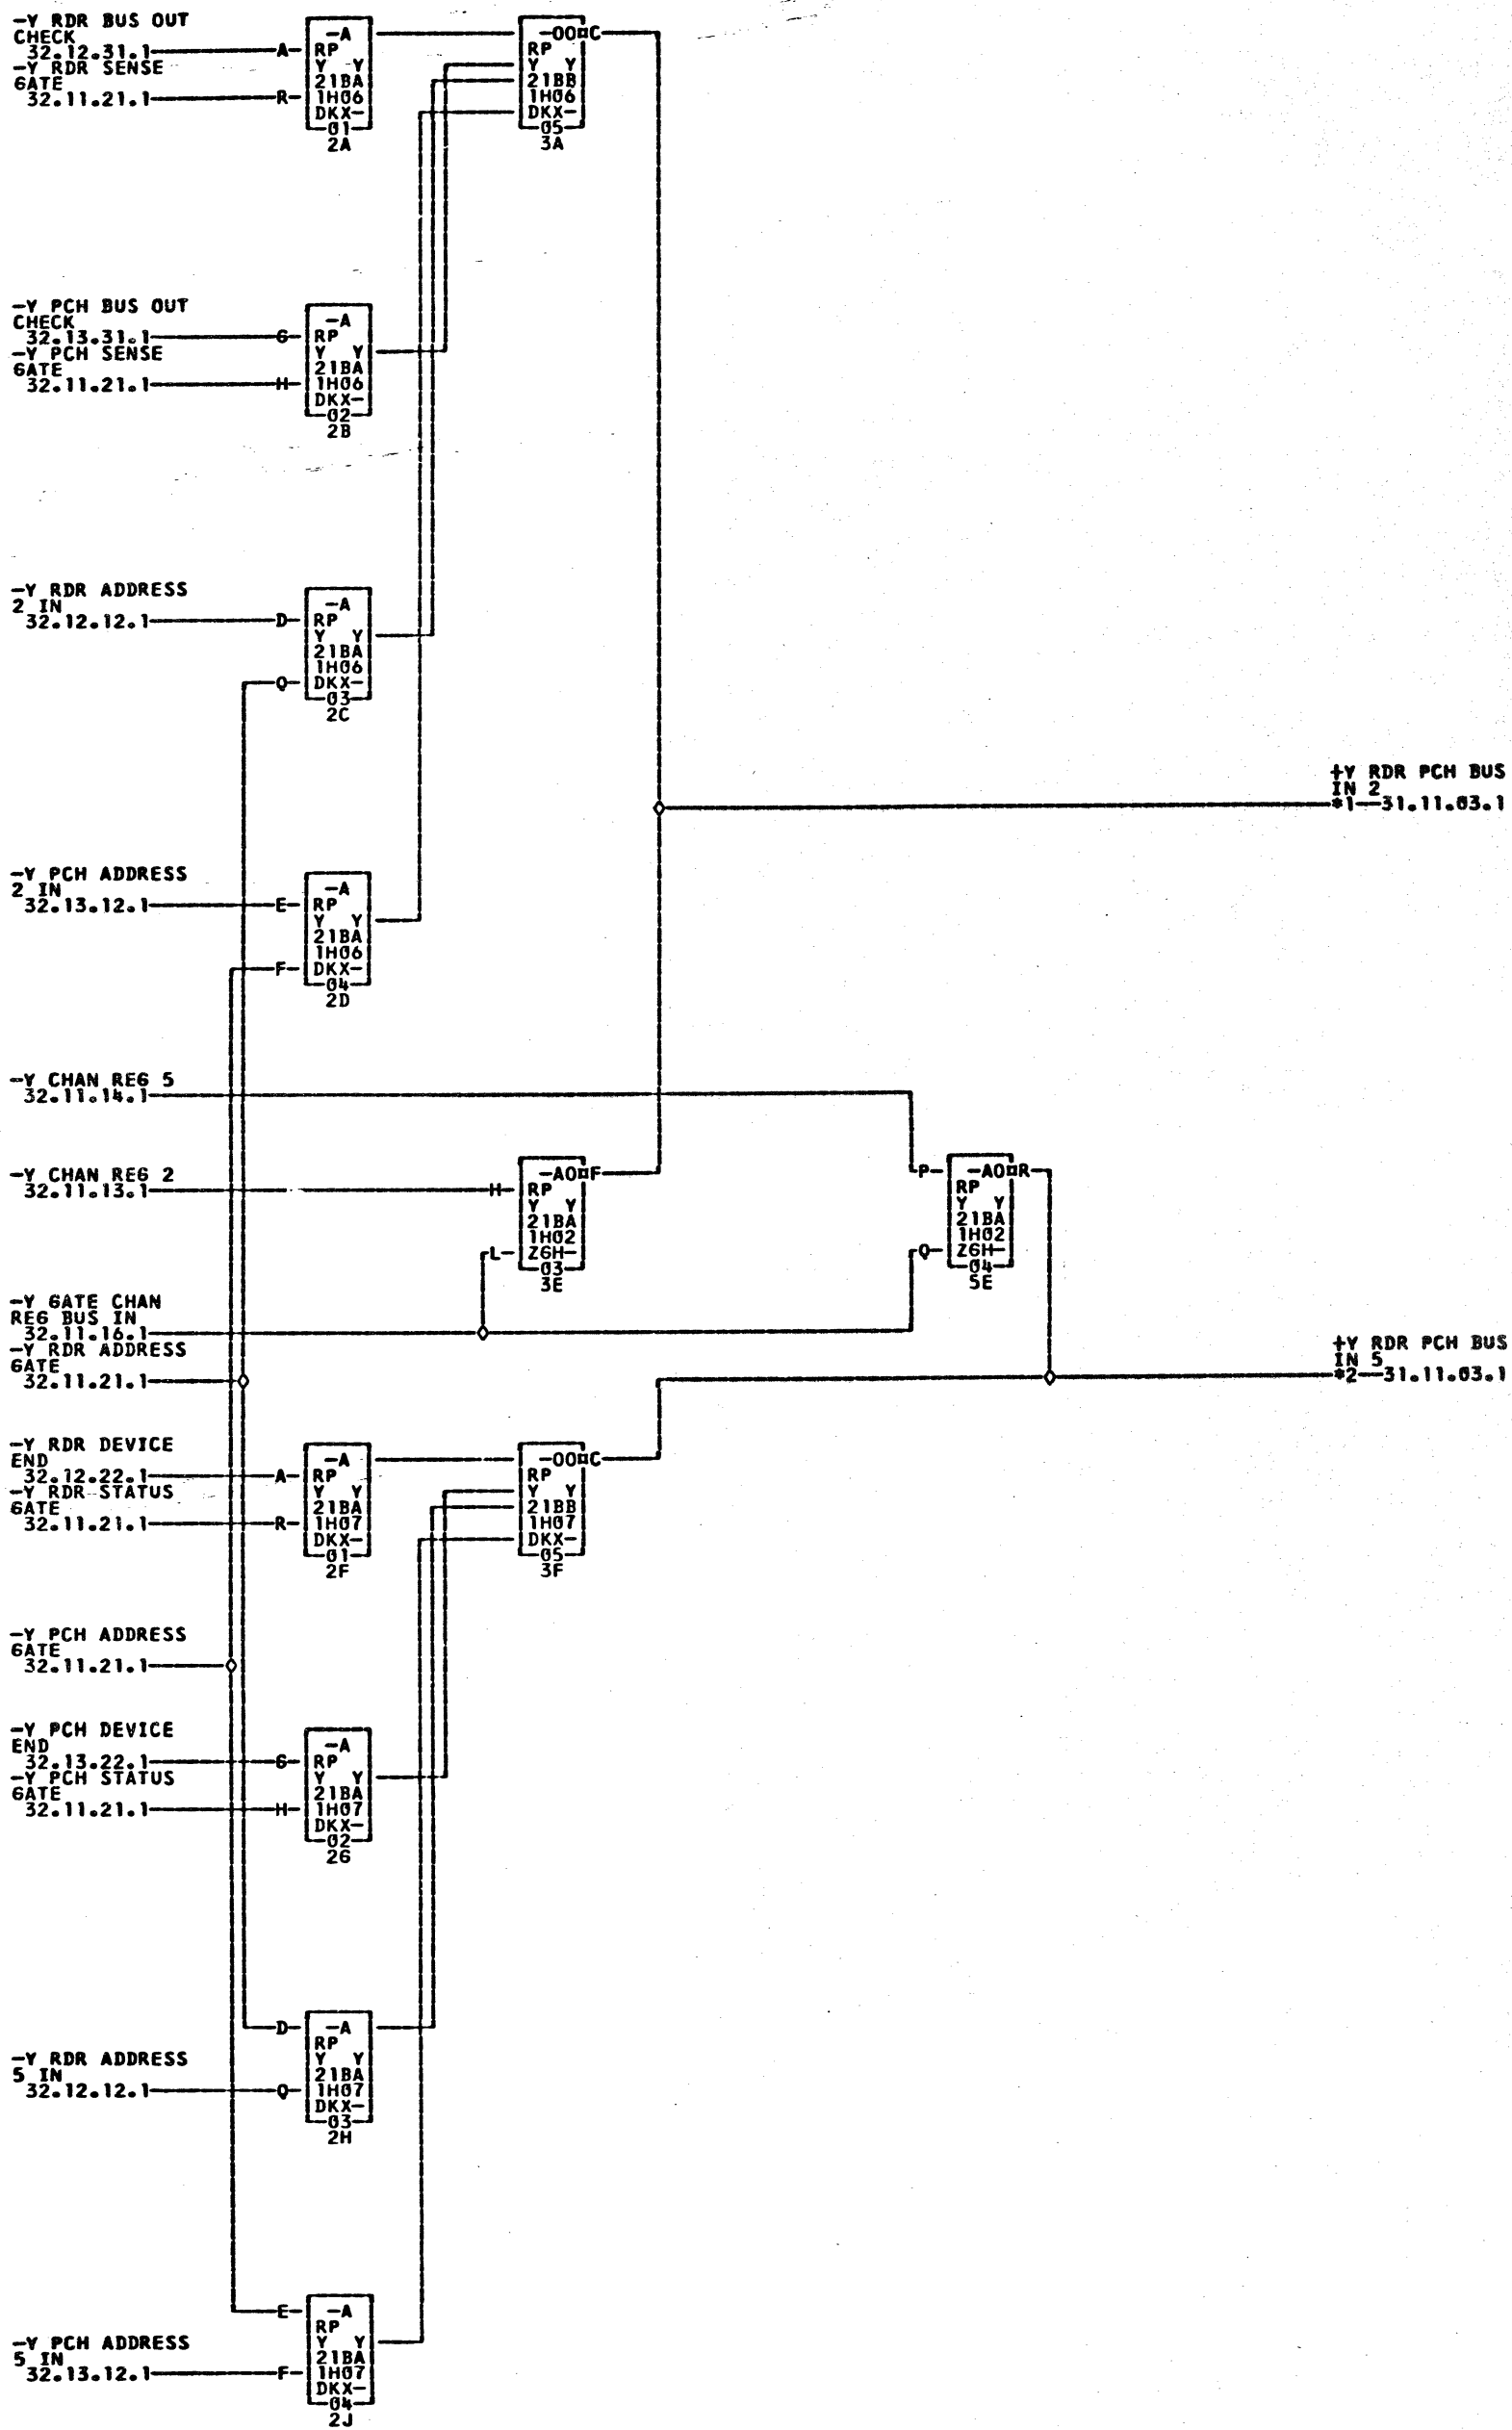 -Y RDR BUS OUT
CHECK
32.12.31.1 A
-Y RDR SENSE
GATE
32.11.21.1 R
-A
RP
Y Y
21BA
1H06
DKX-
01
2A
-OO¤C
RP
Y Y
21BB
1H06
DKX-
05
3A
-Y PCH BUS OUT
CHECK
32.13.31.1 G
-Y PCH SENSE
GATE
32.11.21.1 H
-A
RP
Y Y
21BA
1H06
DKX-
02
2B
-Y RDR ADDRESS
2 IN
32.12.12.1 D
Q
-A
RP
Y Y
21BA
1H06
DKX-
03
2C
+Y RDR PCH BUS
IN 2
*1—31.11.03.1
-Y PCH ADDRESS
2 IN
32.13.12.1 E
F
-A
RP
Y Y
21BA
1H06
DKX-
04
2D
-Y CHAN REG 5
32.11.14.1
-Y CHAN REG 2
32.11.13.1 H
L
-AO¤F
RP
Y Y
21BA
1H02
ZGH-
03
3E
P
Q
-AO¤R
RP
Y Y
21BA
1H02
ZGH-
04
5E
-Y GATE CHAN
REG BUS IN
32.11.16.1
-Y RDR ADDRESS
GATE
32.11.21.1
+Y RDR PCH BUS
IN 5
*2—31.11.03.1
-Y RDR DEVICE
END
32.12.22.1 A
-Y RDR STATUS
GATE
32.11.21.1 R
-A
RP
Y Y
21BA
1H07
DKX-
01
2F
-OO¤C
RP
Y Y
21BB
1H07
DKX-
05
3F
-Y PCH ADDRESS
GATE
32.11.21.1
-Y PCH DEVICE
END
32.13.22.1 G
-Y PCH STATUS
GATE
32.11.21.1 H
-A
RP
Y Y
21BA
1H07
DKX-
02
2G
D
-Y RDR ADDRESS
5 IN
32.12.12.1 Q
-A
RP
Y Y
21BA
1H07
DKX-
03
2H
E
-Y PCH ADDRESS
5 IN
32.13.12.1 F
-A
RP
Y Y
21BA
1H07
DKX-
04
2J